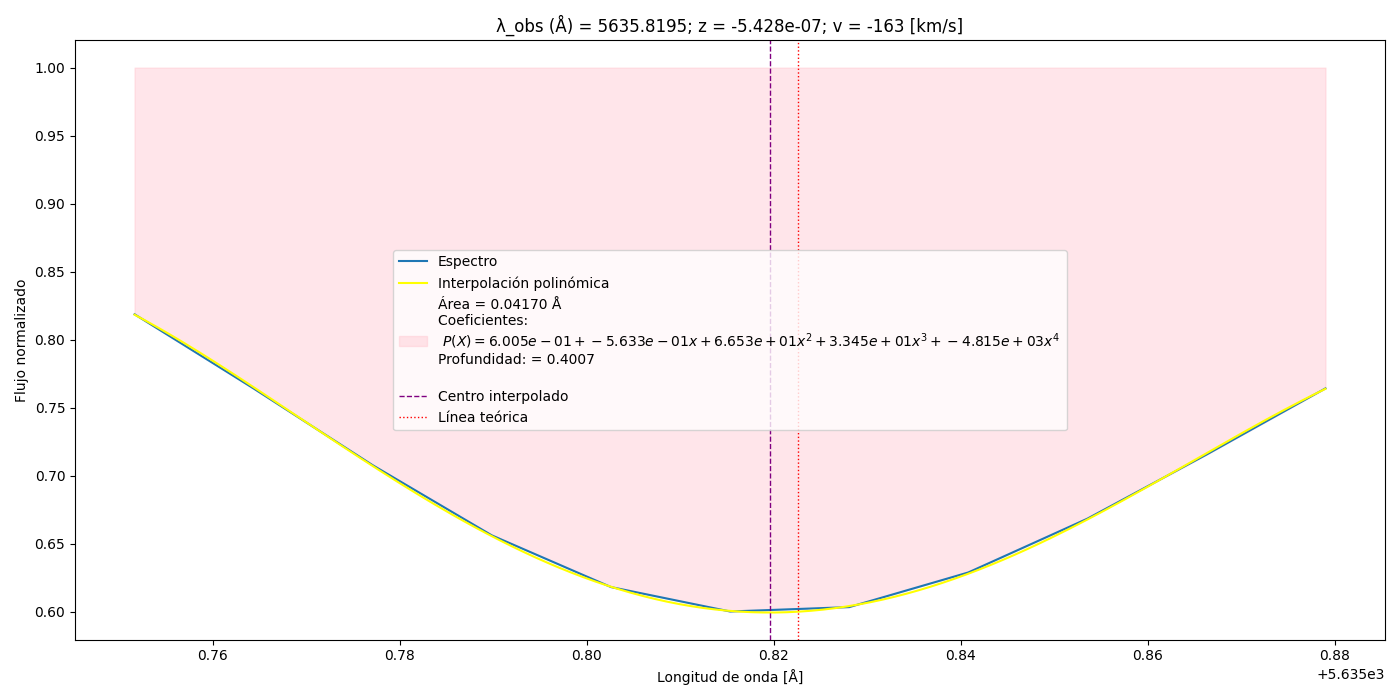 λ_obs (Å) = 5635.8195; z = -5.428e-07; v = -163 [km/s]
Flujo normalizado
1.00
0.95
0.90
0.85
0.80
0.75
0.70
0.65
0.60
Espectro
Interpolación polinómica
Área = 0.04170 Å
Coeficientes:
P(X) = 6.005e − 01 + −5.633e − 01x + 6.653e + 01x² + 3.345e + 01x³ + −4.815e + 03x⁴
Profundidad: = 0.4007
Centro interpolado
Línea teórica
0.76 0.78 0.80 0.82 0.84 0.86 0.88
+5.635e3
Longitud de onda [Å]